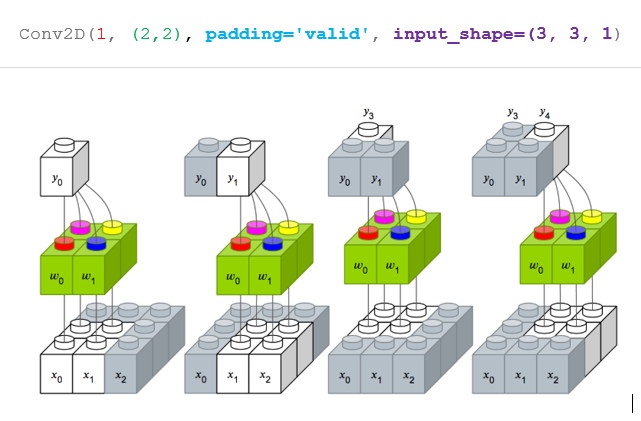 Conv2D(1, (2,2), padding='valid', input_shape=(3, 3, 1)
y3 y3 y4
y0 y0 y1 y0 y1 y0 y1
w0 w1 w0 w1 w0 w1 w0 w1
x0 x1 x2 x0 x1 x2 x0 x1 x2 x0 x1 x2